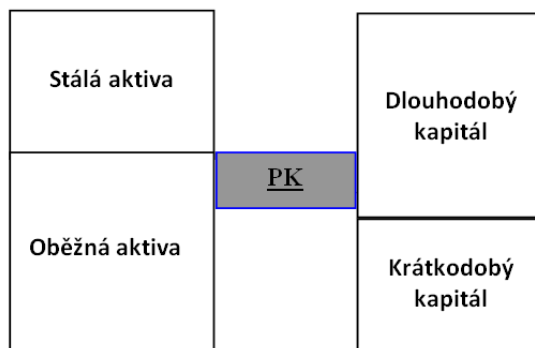 Stálá aktiva
Oběžná aktiva
PK
Dlouhodobý
kapitál
Krátkodobý
kapitál